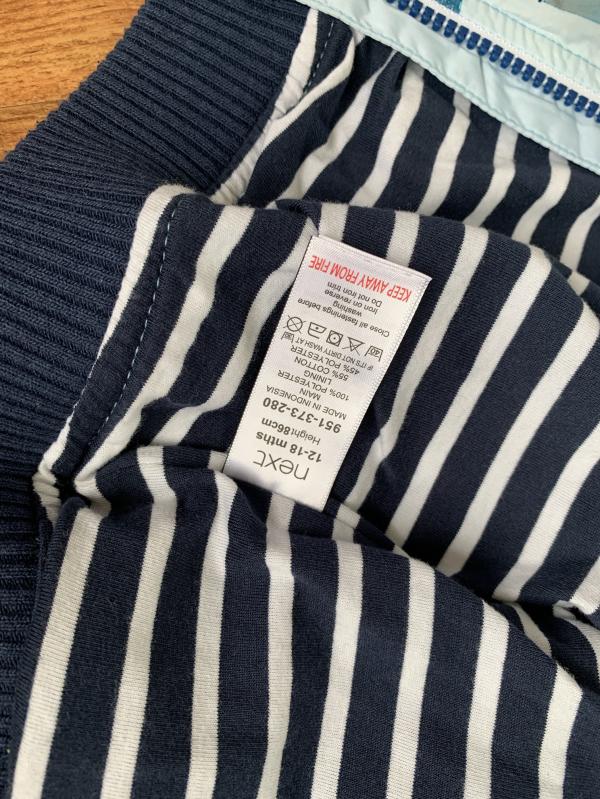 next
12-18 mths
Height86cm
951-373-280
MADE IN INDONESIA
MAIN
100% POLYESTER
LINING
55% COTTON
45% POLYESTER
IF IT'S NOT DIRTY WASH AT
Close all fastenings before
washing
Iron on reverse
Do not iron trim
KEEP AWAY FROM FIRE